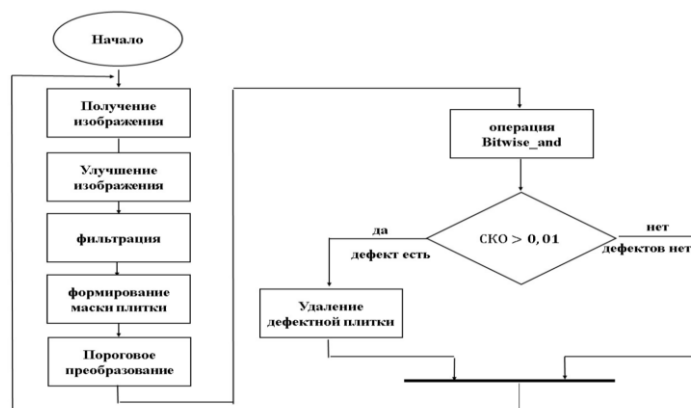 Начало
Получение
изображения
Улучшение
изображения
фильтрация
формирование
маски плитки
Пороговое
преобразование
операция
Bitwise_and
СКО > 0,01
да
дефект есть
нет
дефектов нет
Удаление
дефектной плитки